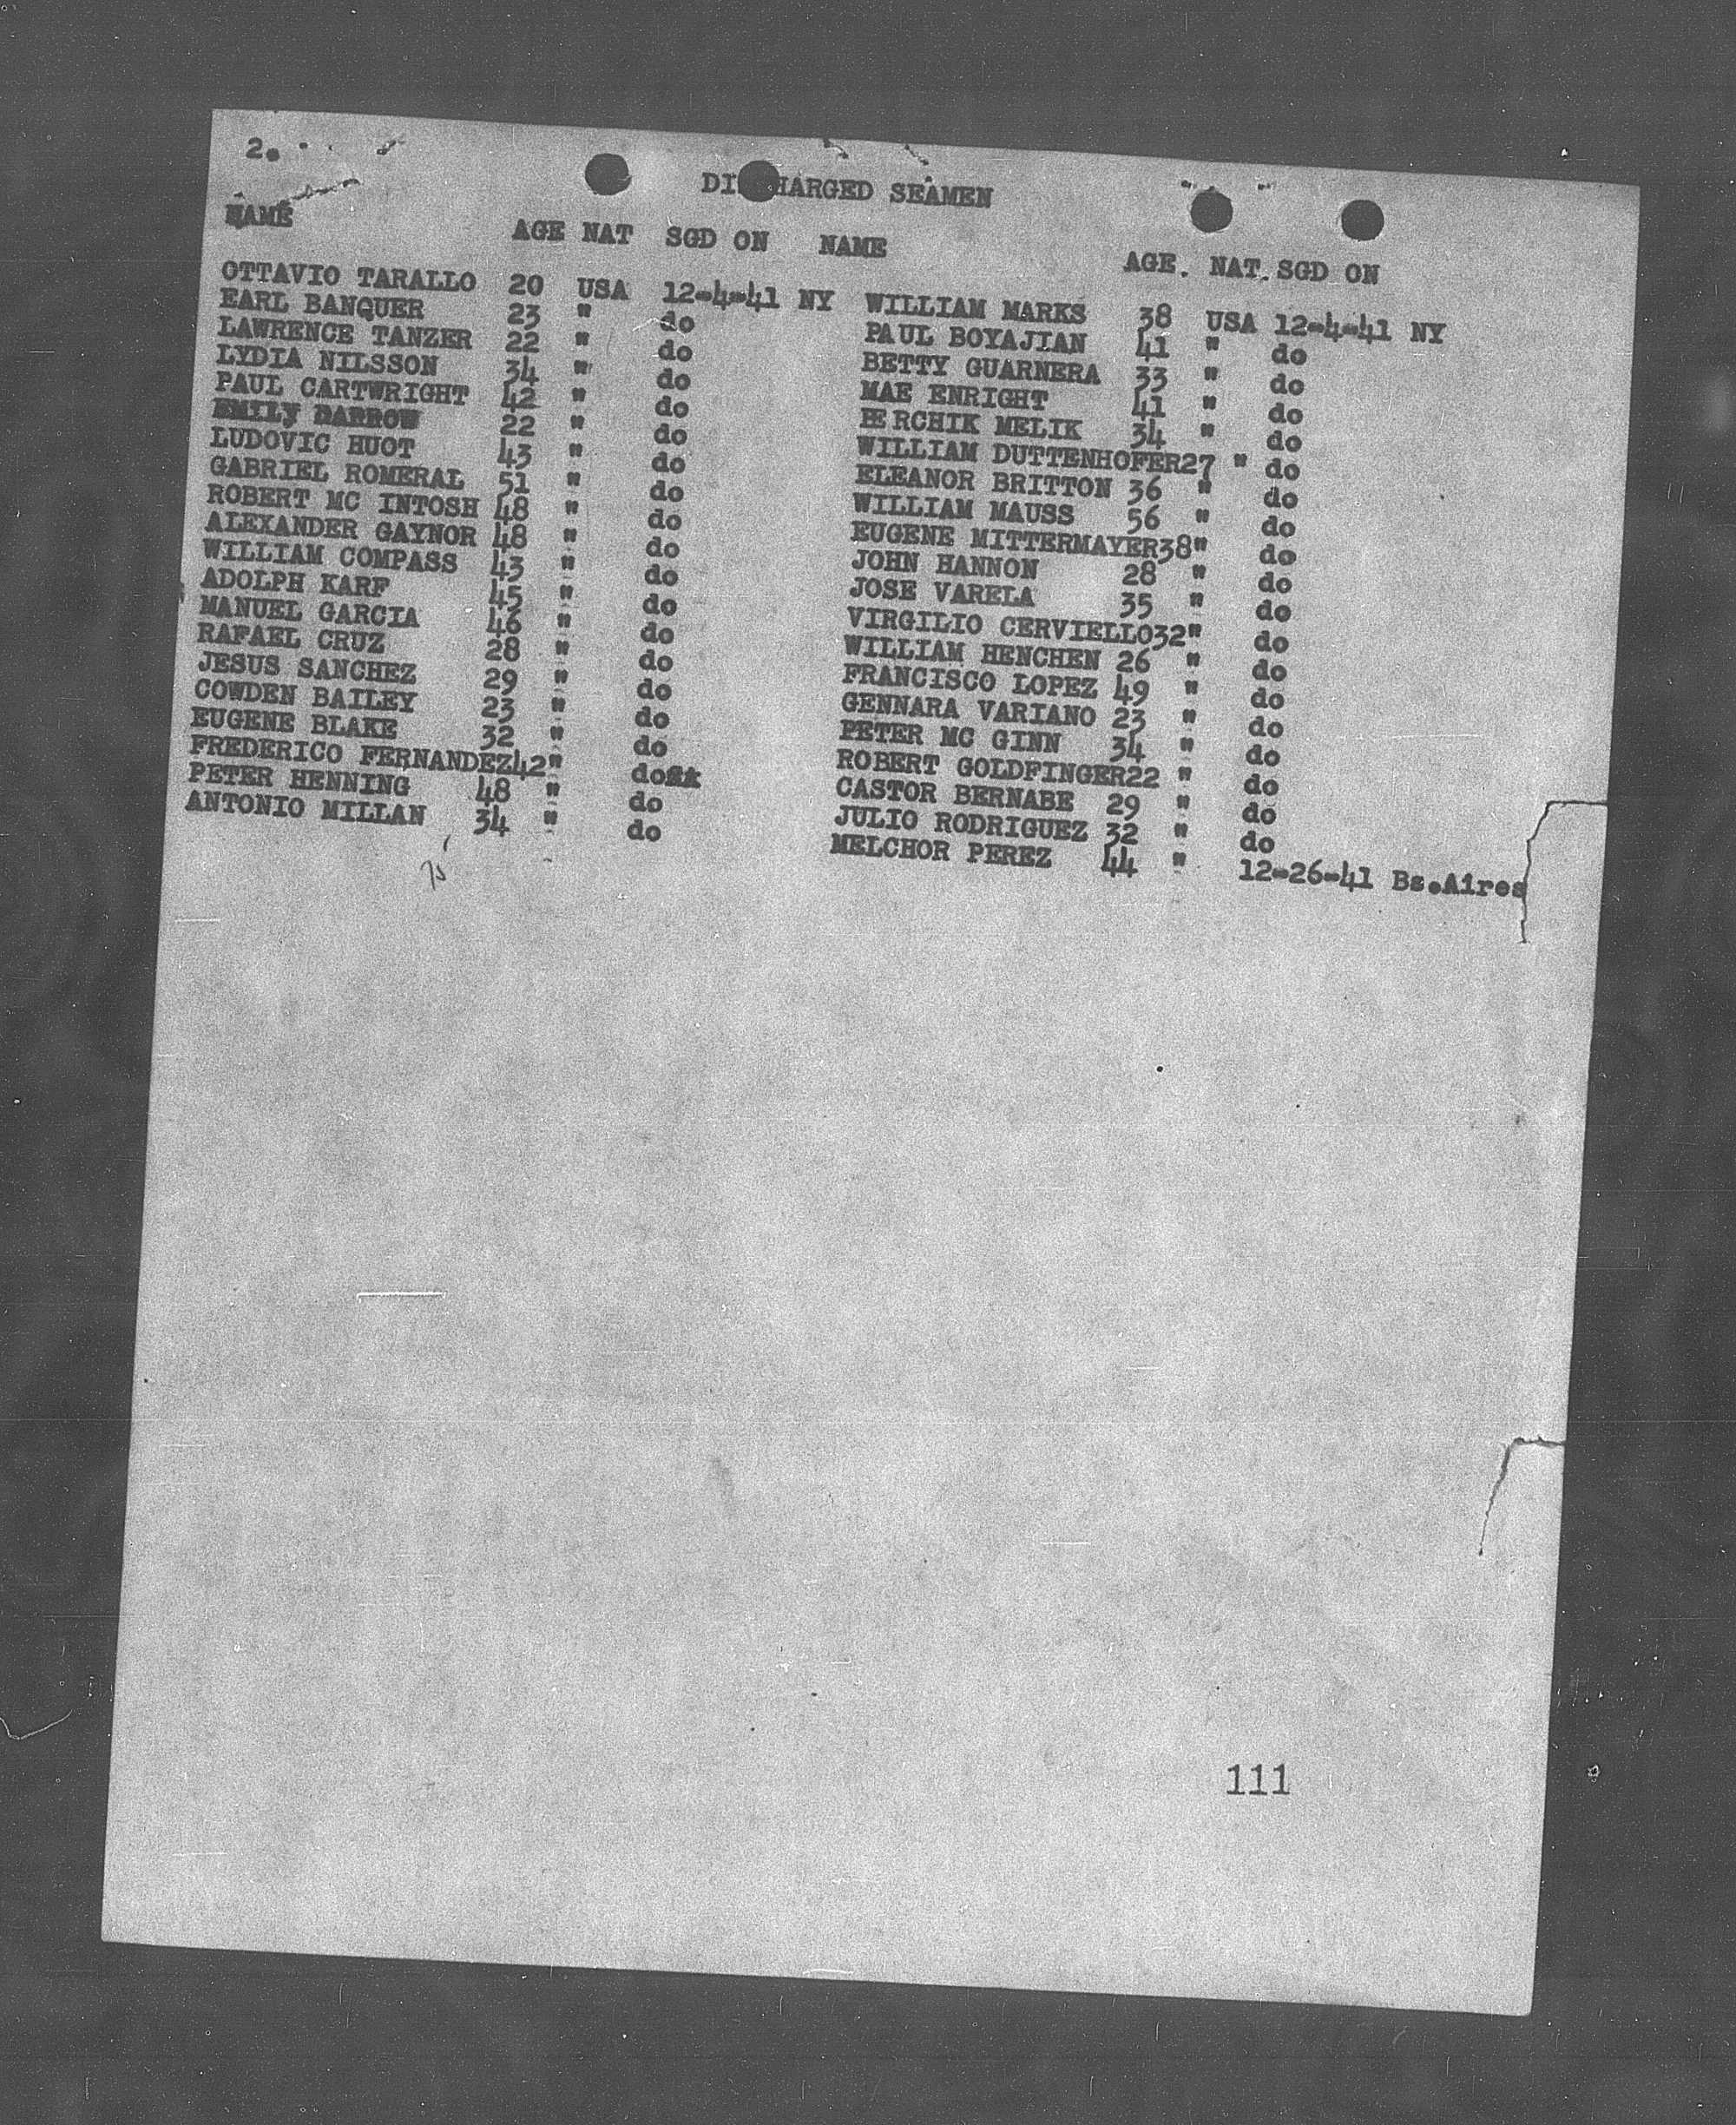 2.
DISCHARGED SEAMEN
NAME AGE NAT SGD ON
OTTAVIO TARALLO 20 USA 12-4-41 NY
EARL BANQUER 23 " do
LAWRENCE TANZER 22 " do
LYDIA NILSSON 34 " do
PAUL CARTWRIGHT 42 " do
EMILY DARROW 22 " do
LUDOVIC HUOT 43 " do
GABRIEL ROMERAL 51 " do
ROBERT MC INTOSH 48 " do
ALEXANDER GAYNOR 48 " do
WILLIAM COMPASS 43 " do
ADOLPH KARF 45 " do
MANUEL GARCIA 46 " do
RAFAEL CRUZ 28 " do
JESUS SANCHEZ 29 " do
COWDEN BAILEY 23 " do
EUGENE BLAKE 32 " do
FREDERICO FERNANDEZ42" do
PETER HENNING 48 " do
ANTONIO MILLAN 34 " do
NAME AGE. NAT. SGD ON
WILLIAM MARKS 38 USA 12-4-41 NY
PAUL BOYAJIAN 41 " do
BETTY GUARNERA 33 " do
MAE ENRIGHT 41 " do
BERCHIK MELIK 34 " do
WILLIAM DUTTENHOFER27 " do
ELEANOR BRITTON 36 " do
WILLIAM MAUSS 56 " do
EUGENE MITTERMAYER38" do
JOHN HANNON 28 " do
JOSE VARELA 35 " do
VIRGILIO CERVIELLO32" do
WILLIAM HENCHEN 26 " do
FRANCISCO LOPEZ 49 " do
GENNARA VARIANO 23 " do
PETER MC GINN 34 " do
ROBERT GOLDFINGER22 " do
CASTOR BERNABE 29 " do
JULIO RODRIGUEZ 32 " do
MELCHOR PEREZ 44 " 12-26-41 Bs.Aires
111